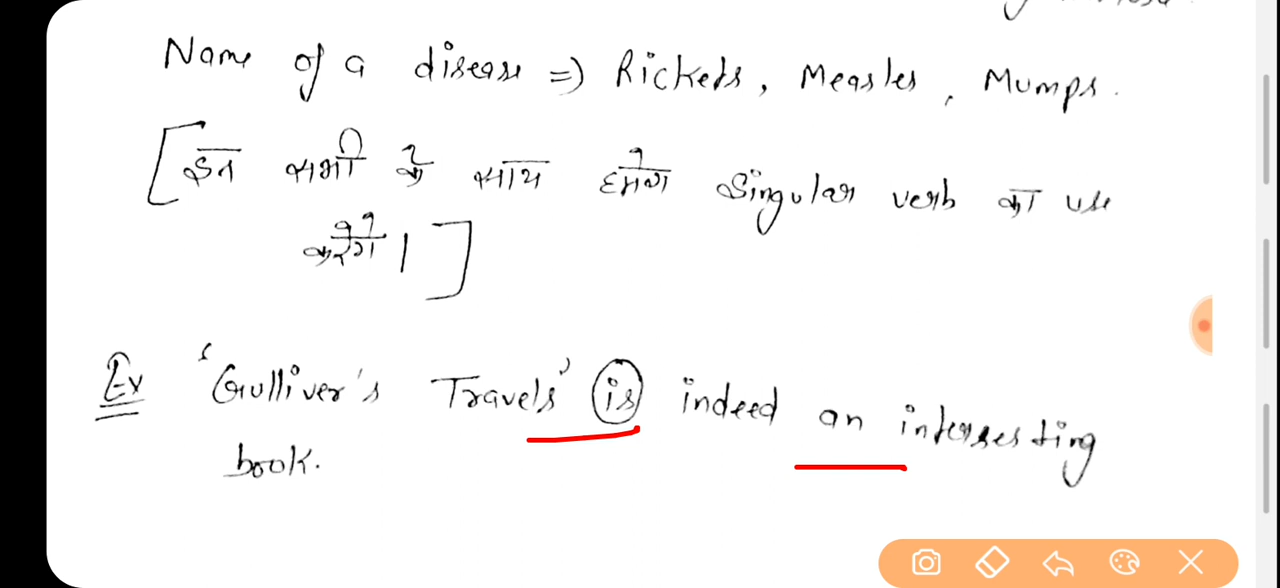 Name of a disease => Rickets, Measles, Mumps.
[इन सभी के साथ हमेशा singular verb का use
करेंगे।]
Ex 'Gulliver's Travels' is indeed an interesting
book.